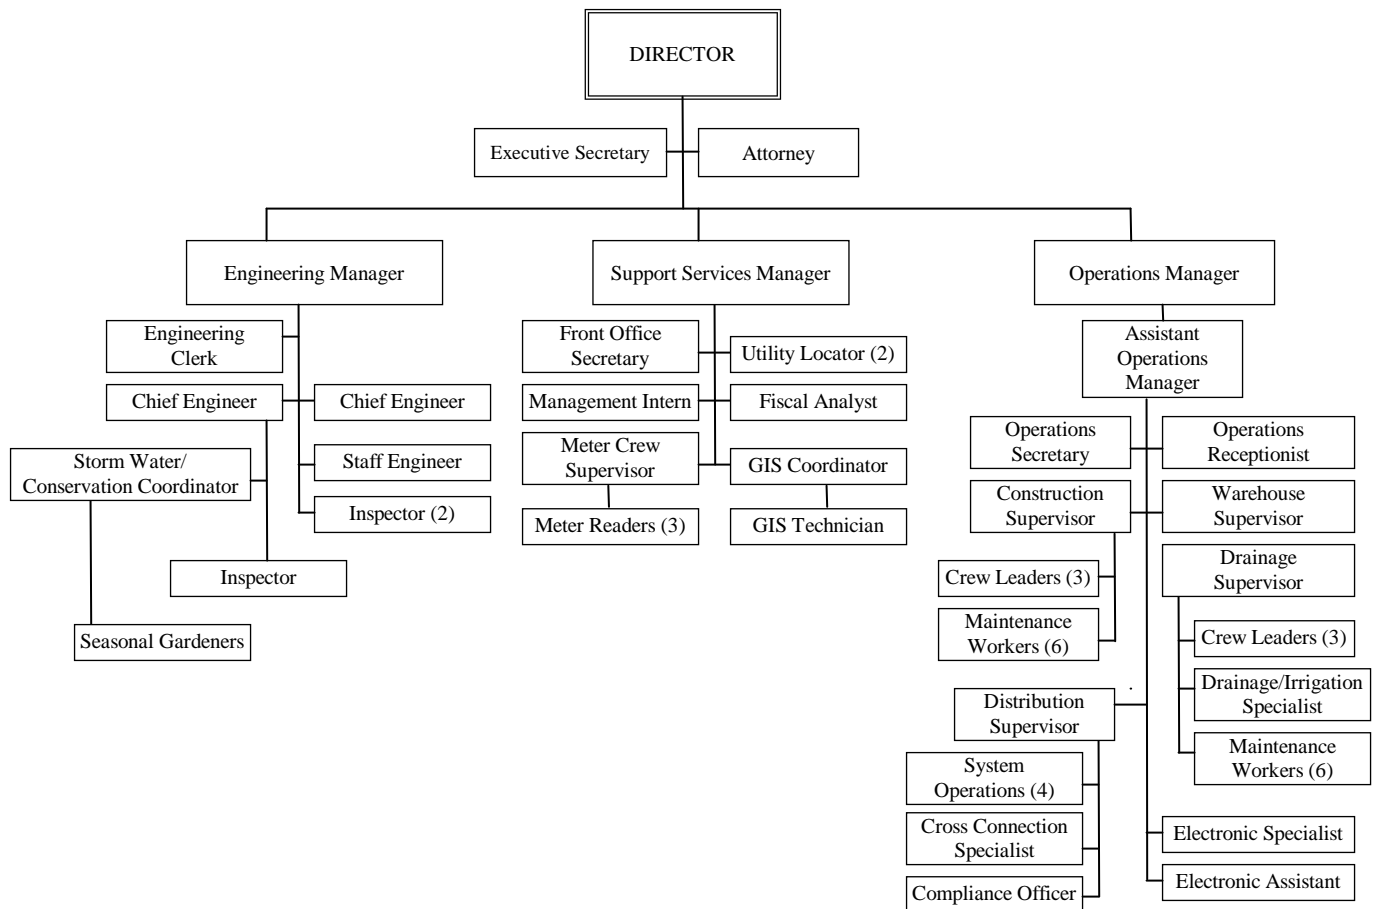 DIRECTOR
Executive Secretary
Attorney
Engineering Manager
Support Services Manager
Operations Manager
Engineering
Clerk
Chief Engineer
Chief Engineer
Storm Water/
Conservation Coordinator
Staff Engineer
Inspector (2)
Inspector
Seasonal Gardeners
Front Office
Secretary
Utility Locator (2)
Management Intern
Fiscal Analyst
Meter Crew
Supervisor
GIS Coordinator
Meter Readers (3)
GIS Technician
Assistant
Operations
Manager
Operations
Secretary
Operations
Receptionist
Construction
Supervisor
Warehouse
Supervisor
Crew Leaders (3)
Maintenance
Workers (6)
Drainage
Supervisor
Crew Leaders (3)
Drainage/Irrigation
Specialist
Maintenance
Workers (6)
Distribution
Supervisor
System
Operations (4)
Cross Connection
Specialist
Compliance Officer
Electronic Specialist
Electronic Assistant